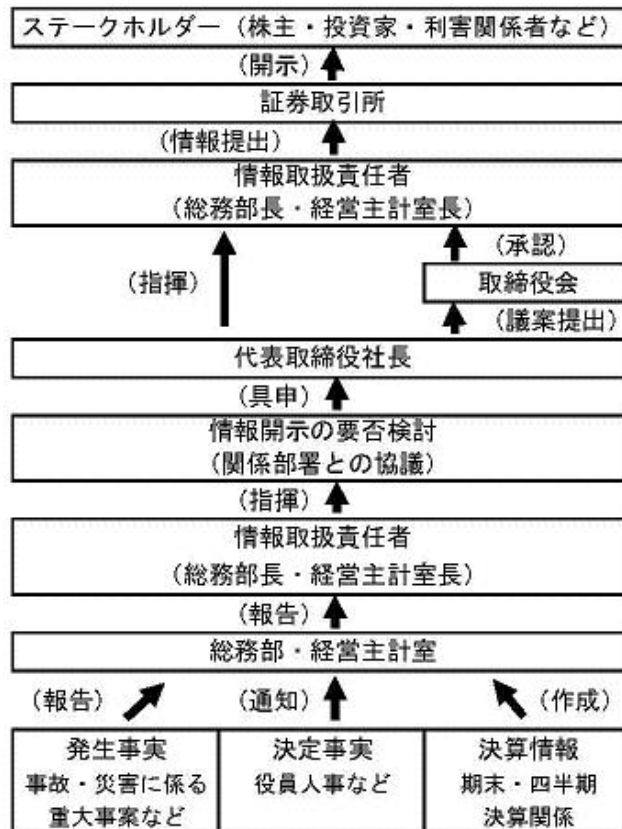 ステークホルダー（株主・投資家・利害関係者など）
（開示）
証券取引所
（情報提出）
情報取扱責任者
（総務部長・経営主計室長）
（承認）
（指揮）
取締役会
（議案提出）
代表取締役社長
（具申）
情報開示の要否検討
（関係部署との協議）
（指揮）
情報取扱責任者
（総務部長・経営主計室長）
（報告）
総務部・経営主計室
（報告） （通知） （作成）
発生事実
事故・災害に係る
重大事案など
決定事実
役員人事など
決算情報
期末・四半期
決算関係